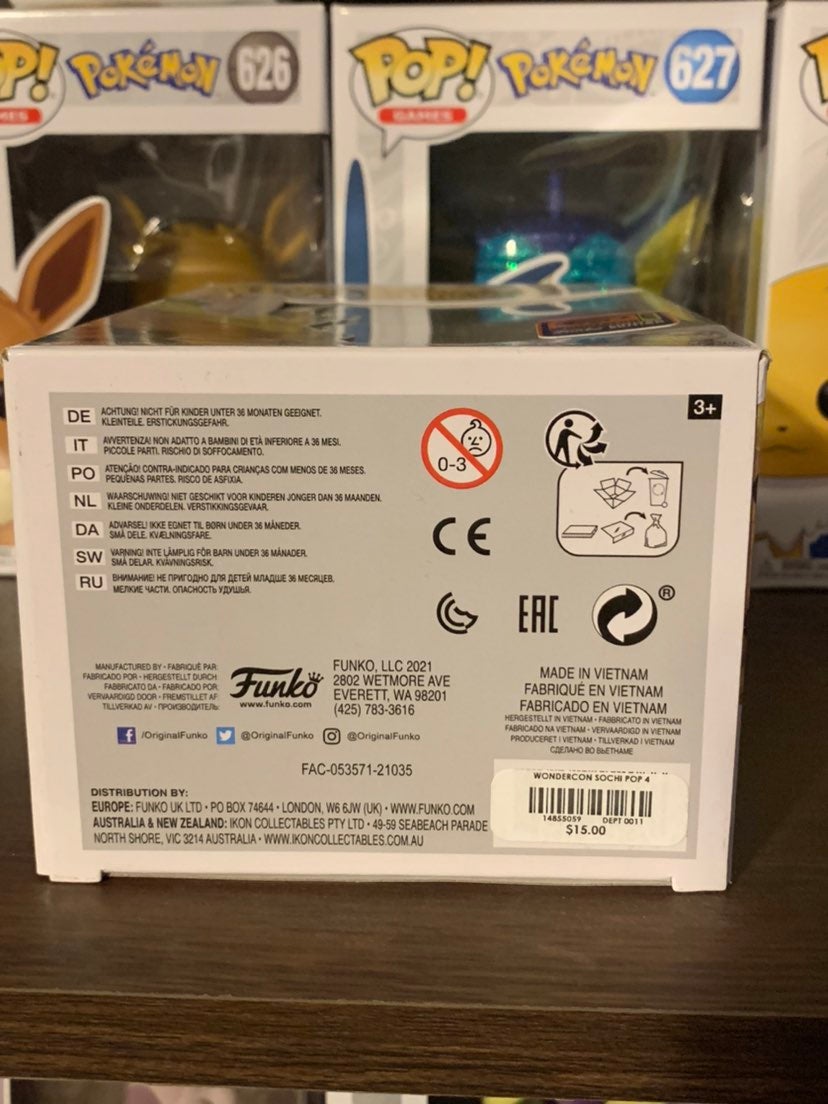 POP!
POKÉMON
626
GAMES
POP!
POKÉMON
627
GAMES
3+
DE ACHTUNG! NICHT FÜR KINDER UNTER 36 MONATEN GEEIGNET.
KLEINTEILE. ERSTICKUNGSGEFAHR.
IT AVVERTENZA! NON ADATTO A BAMBINI DI ETÀ INFERIORE A 36 MESI.
PICCOLE PARTI. RISCHIO DI SOFFOCAMENTO.
PO ATENÇÃO! CONTRA-INDICADO PARA CRIANÇAS COM MENOS DE 36 MESES.
PEQUENAS PARTES. RISCO DE ASFIXIA.
NL WAARSCHUWING! NIET GESCHIKT VOOR KINDEREN JONGER DAN 36 MAANDEN.
KLEINE ONDERDELEN. VERSTIKKINGSGEVAAR.
DA ADVARSEL! IKKE EGNET TIL BØRN UNDER 36 MÅNEDER.
SMÅ DELE. KVÆLNINGSFARE.
SW VARNING! INTE LÄMPLIG FÖR BARN UNDER 36 MÅNADER.
SMÅ DELAR. KVÄVNINGSRISK.
RU ВНИМАНИЕ! НЕ ПРИГОДНО ДЛЯ ДЕТЕЙ МЛАДШЕ 36 МЕСЯЦЕВ.
МЕЛКИЕ ЧАСТИ. ОПАСНОСТЬ УДУШЬЯ.
0-3
CE
EAC
®
MANUFACTURED BY • FABRIQUÉ PAR:
FABRICADO POR • HERGESTELLT DURCH
FABBRICATO DA • FABRICADO POR:
VERVAARDIGD DOOR • FREMSTILLET AF
TILLVERKAD AV • ПРОИЗВОДИТЕЛЬ:
Funko
www.funko.com
FUNKO, LLC 2021
2802 WETMORE AVE
EVERETT, WA 98201
(425) 783-3616
/OriginalFunko
@OriginalFunko
@OriginalFunko
MADE IN VIETNAM
FABRIQUÉ EN VIETNAM
FABRICADO EN VIETNAM
HERGESTELLT IN VIETNAM • FABBRICATO IN VIETNAM
FABRICADO NA VIETNAM • VERVAARDIGD IN VIETNAM
PRODUCERET I VIETNAM • TILLVERKAD I VIETNAM
СДЕЛАНО ВО ВЬЕТНАМЕ
FAC-053571-21035
DISTRIBUTION BY:
EUROPE: FUNKO UK LTD • PO BOX 74644 • LONDON, W6 6JW (UK) • WWW.FUNKO.COM
AUSTRALIA & NEW ZEALAND: IKON COLLECTABLES PTY LTD • 49-59 SEABEACH PARADE
NORTH SHORE, VIC 3214 AUSTRALIA • WWW.IKONCOLLECTABLES.COM.AU
WONDERCON SOCHI POP 4
14855059 DEPT 0011
$15.00